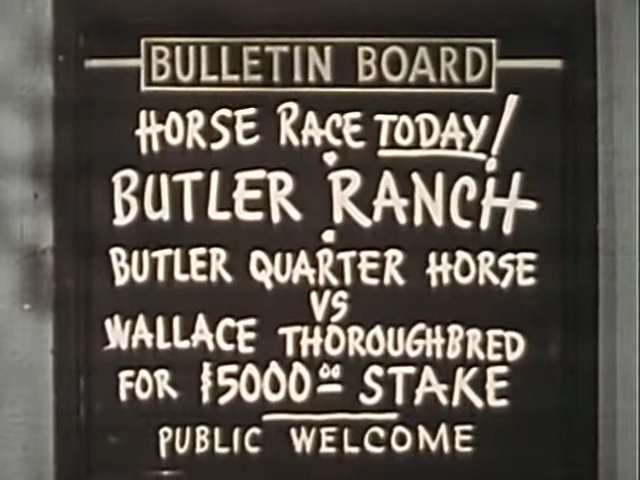 BULLETIN BOARD
HORSE RACE TODAY!
BUTLER RANCH
BUTLER QUARTER HORSE
VS
WALLACE THOROUGHBRED
FOR $5000.00 STAKE
PUBLIC WELCOME